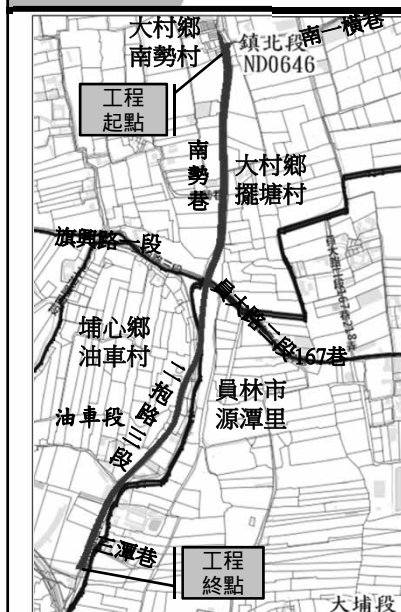 大村鄉
南勢村
鎮北段
ND0646
南一橫巷
工程
起點
南勢巷
大村鄉
擺塘村
旗興路一段
員大路二段167巷
埔心鄉
油車村
二抱路三段
油車段
員林市
源潭里
三潭巷
工程
終點
大埔段